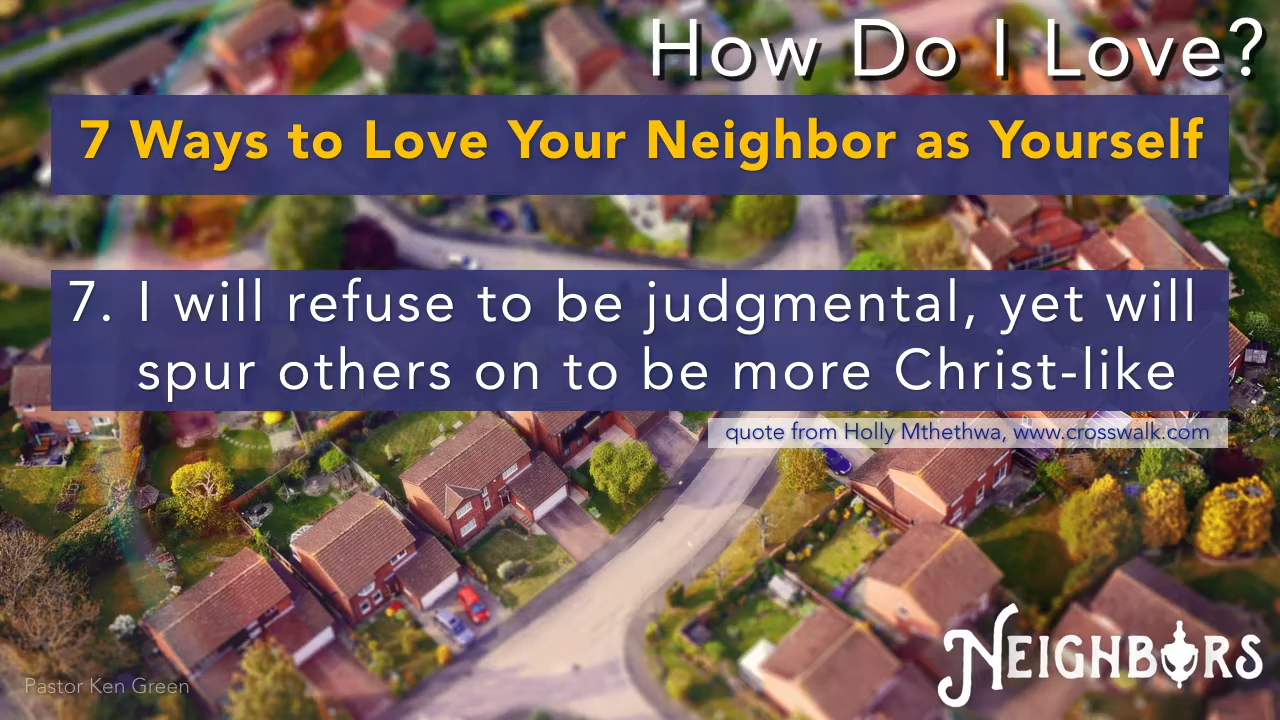 How Do I Love?
7 Ways to Love Your Neighbor as Yourself
7. I will refuse to be judgmental, yet will
spur others on to be more Christ-like
quote from Holly Mthethwa, www.crosswalk.com
NEIGHBORS
Pastor Ken Green